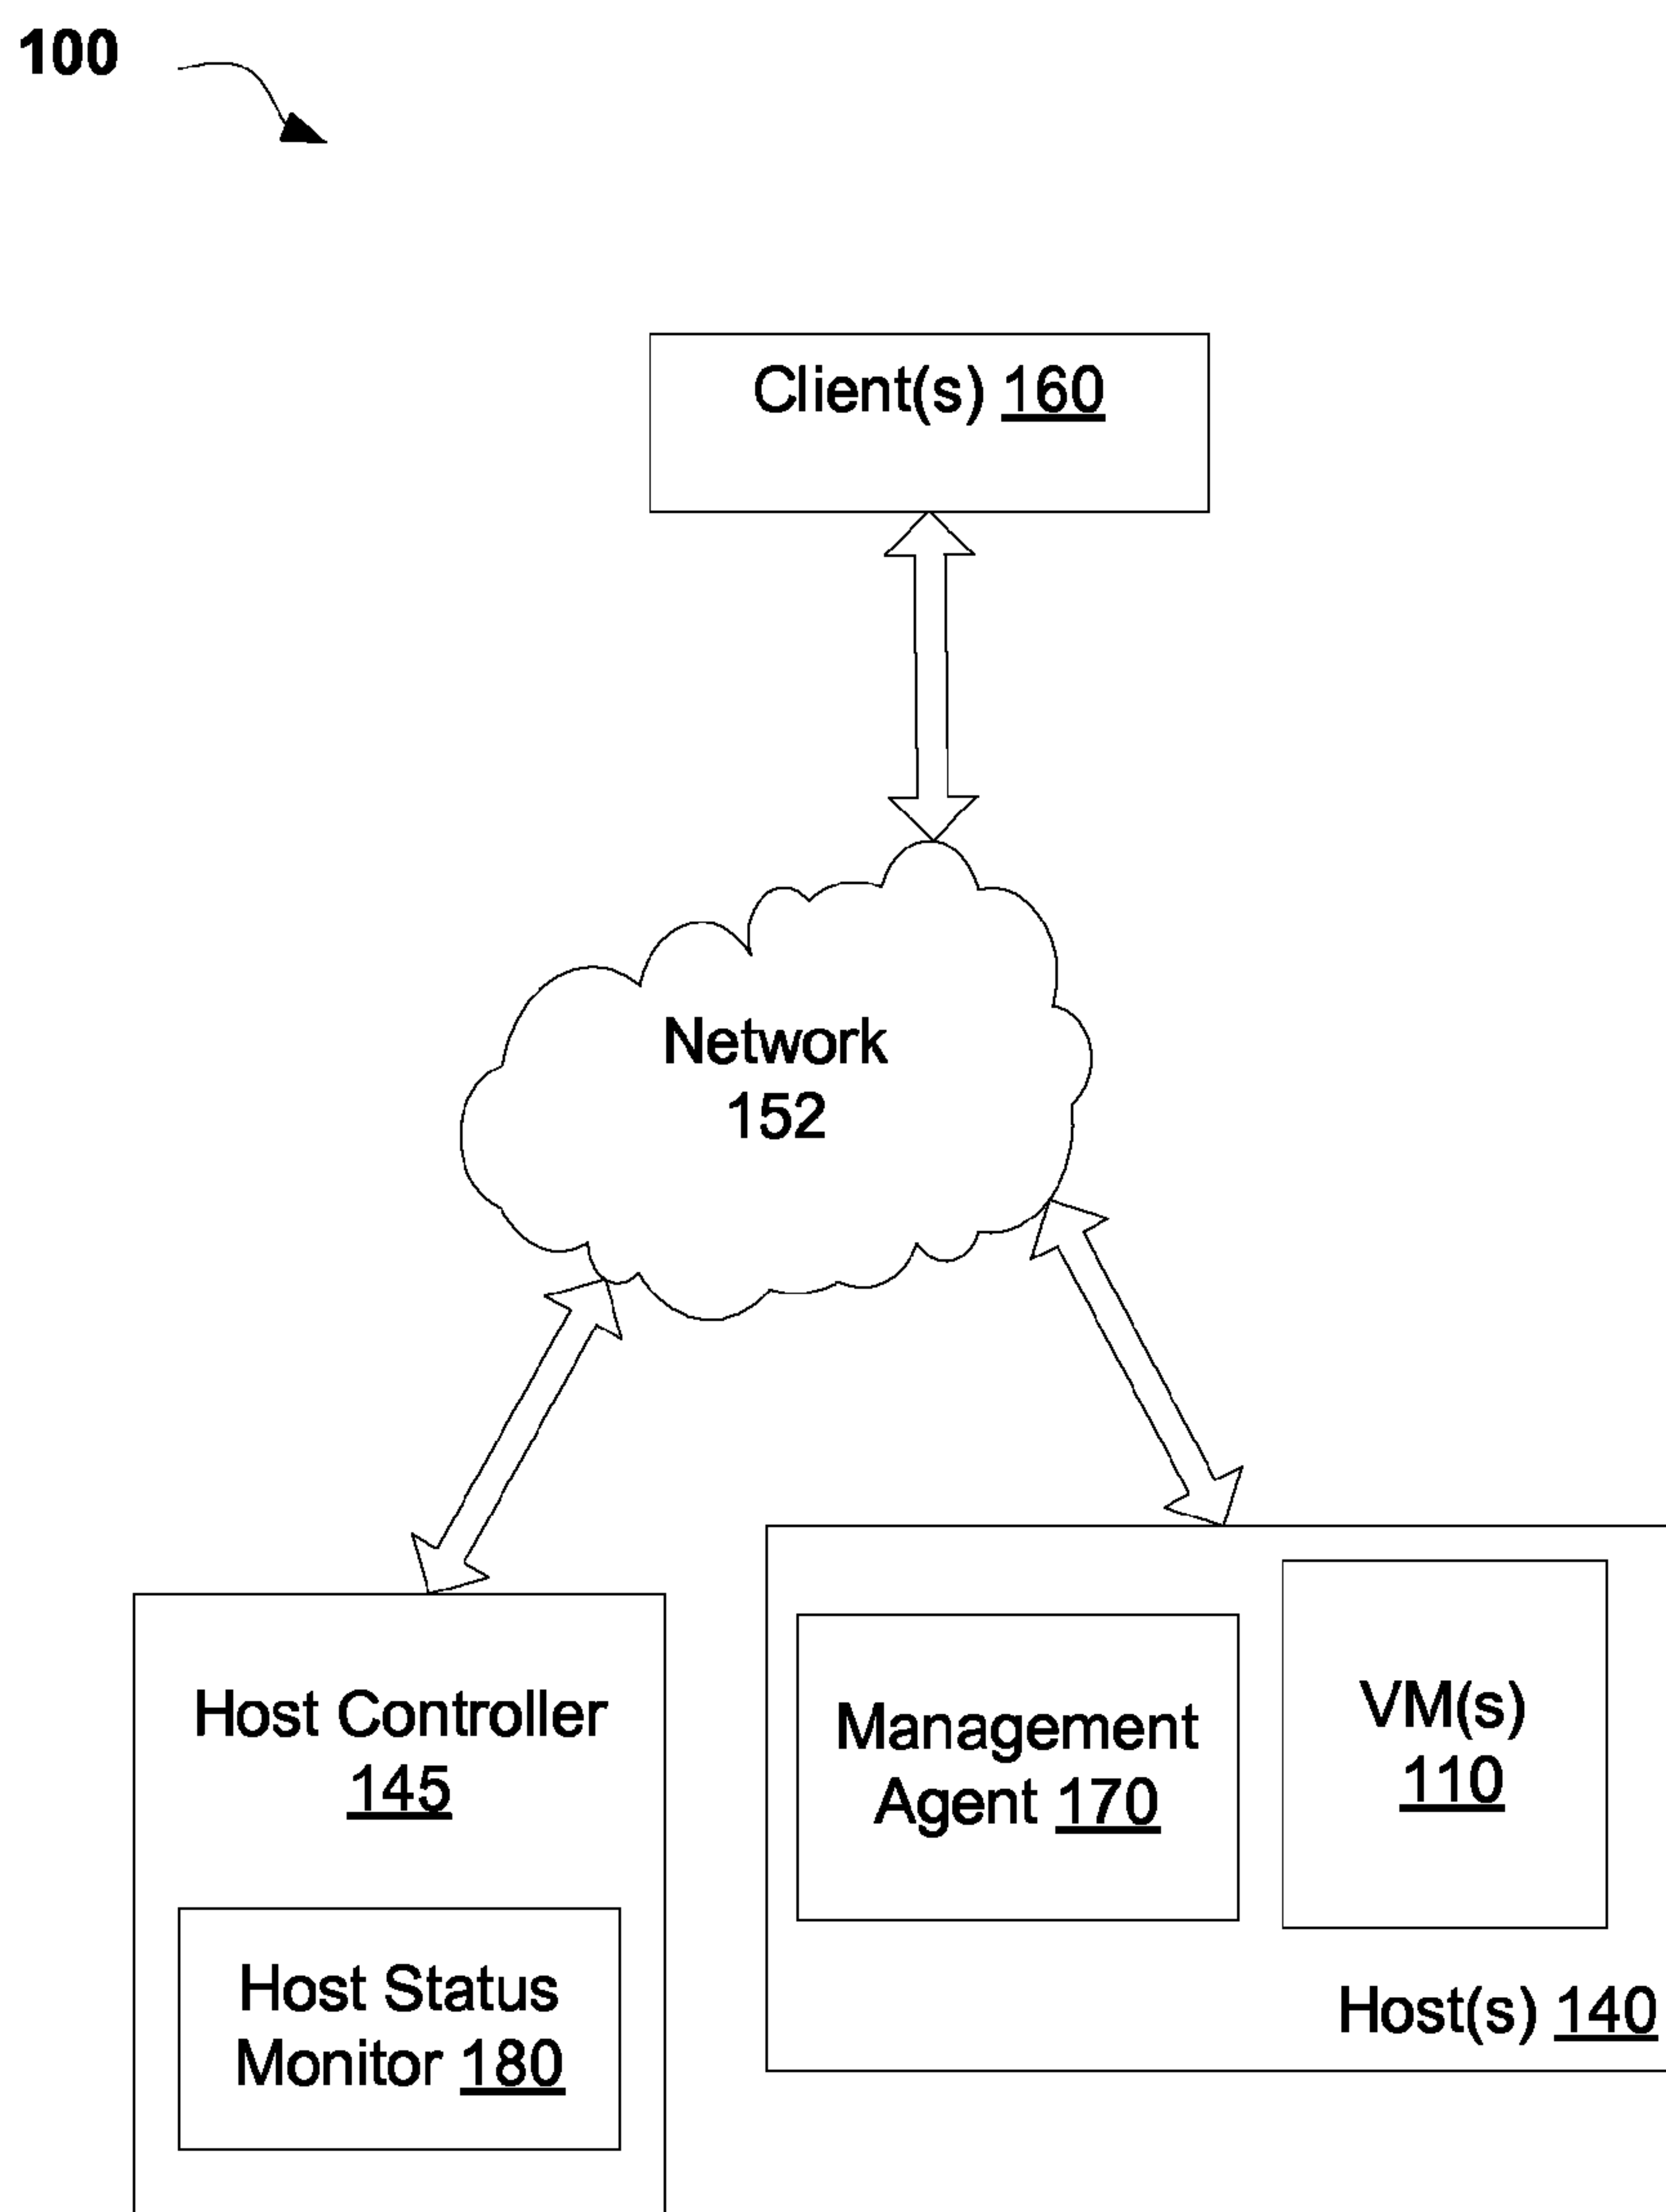 100
Client(s) 160
Network
152
Host Controller
145
Host Status
Monitor 180
Management
Agent 170
VM(s)
110
Host(s) 140